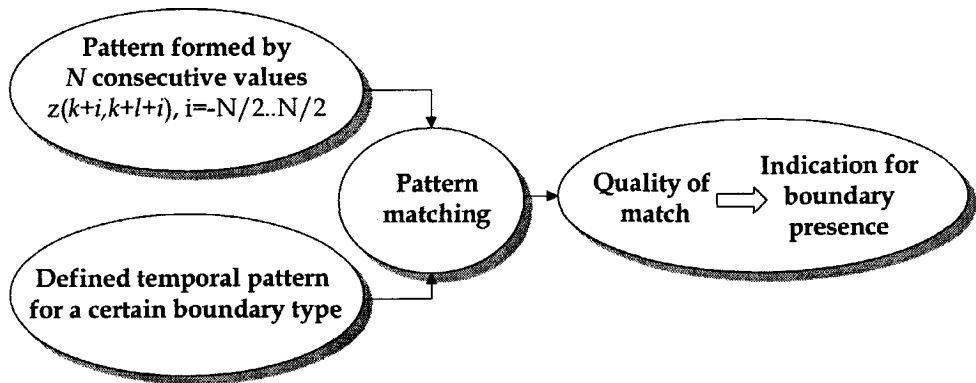 Pattern formed by
N consecutive values
z(k+i,k+l+i), i=-N/2..N/2
Pattern
matching
Quality of
match
Indication for
boundary
presence
Defined temporal pattern
for a certain boundary type